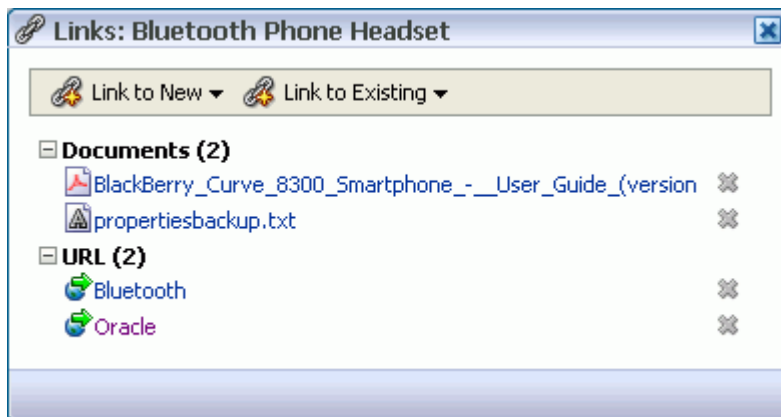 Links: Bluetooth Phone Headset
Link to New Link to Existing
Documents (2)
BlackBerry_Curve_8300_Smartphone_-__User_Guide_(version
propertiesbackup.txt
URL (2)
Bluetooth
Oracle